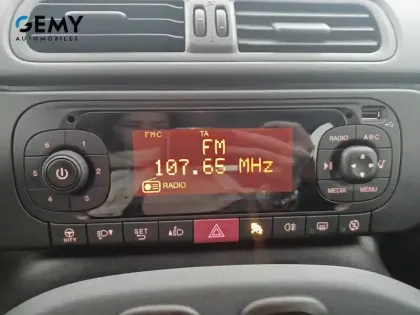 GEMY
AUTOMOBILES
FM-C TA
FM
107.65 MHz
RADIO
6
5
4
1
2
3
RADIO
A-B-C
MEDIA
MENU
CITY
SET